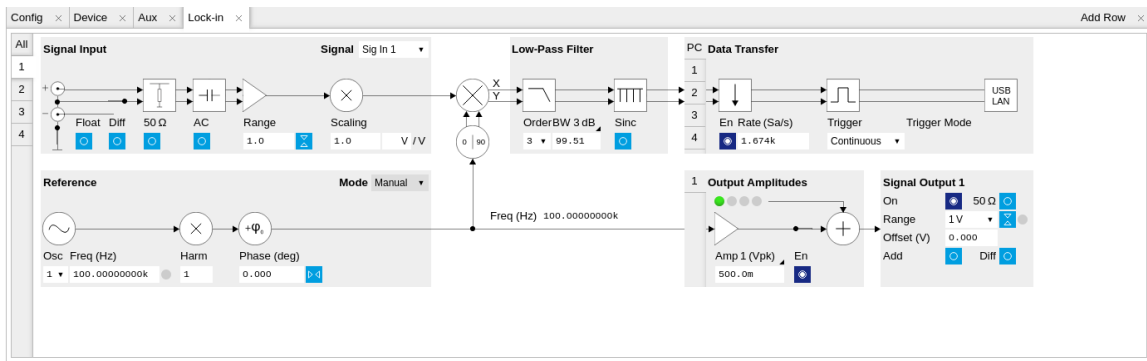 Config × Device × Aux × Lock-in × Add Row ×
All
1
2
3
4
Signal Input Signal Sig In 1
+
−
Float Diff 50 Ω AC Range Scaling
1.0 1.0 V /V
X
Y
0 90
Low-Pass Filter
Order BW 3 dB Sinc
3 99.51
PC Data Transfer
1
2
3
4
USB
LAN
En Rate (Sa/s) Trigger Trigger Mode
1.674k Continuous
Reference Mode Manual
+φ₀
Osc Freq (Hz) Harm Phase (deg)
1 100.00000000k 1 0.000
Freq (Hz) 100.00000000k
1 Output Amplitudes
Amp 1 (Vpk) En
500.0m
Signal Output 1
On 50 Ω
Range 1 V
Offset (V) 0.000
Add Diff